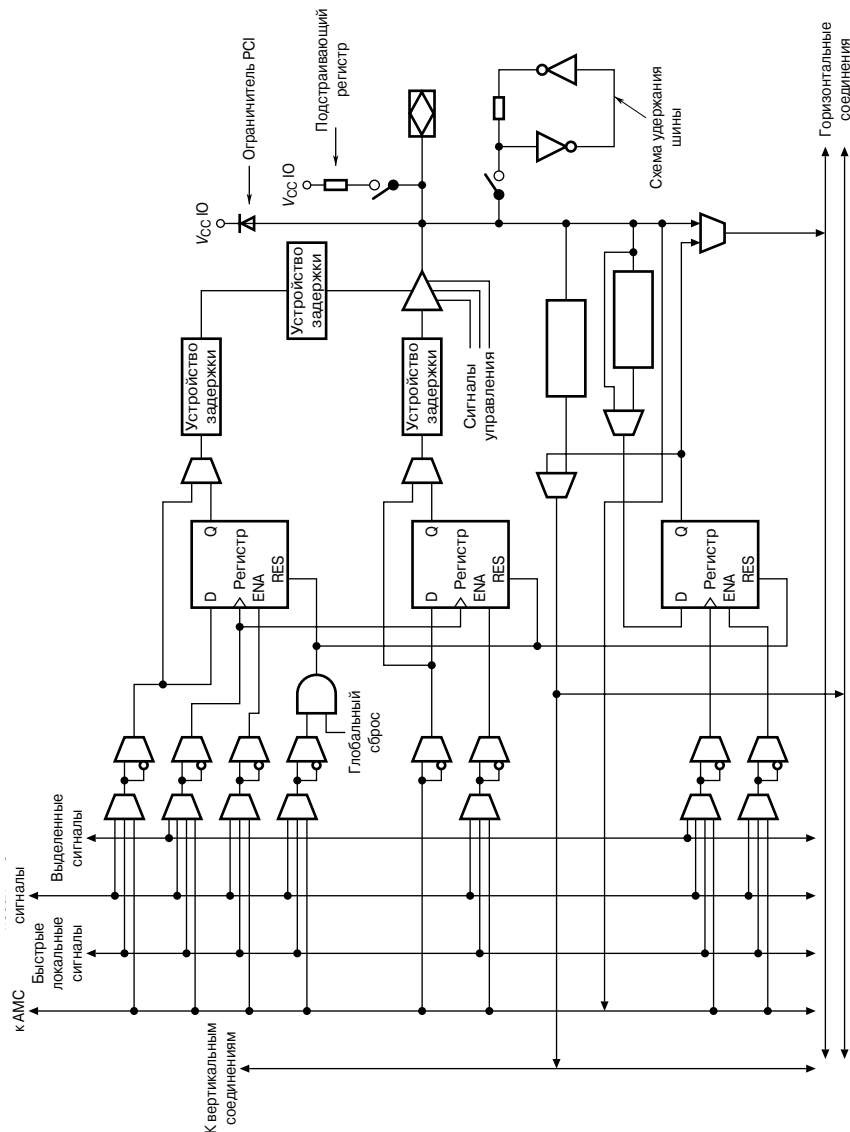 Ограничитель PCI
Подстраивающий
регистр
VCC IO
VCC IO
Схема удержания
шины
Горизонтальные
соединения
Устройство
задержки
Устройство
задержки
Устройство
задержки
Сигналы
управления
D
Q
Регистр
ENA
RES
D
Q
Регистр
ENA
RES
D
Q
Регистр
ENA
RES
Глобальный
сброс
Выделенные
сигналы
сигналы
Быстрые
локальные
сигналы
к АМС
К вертикальным
соединениям